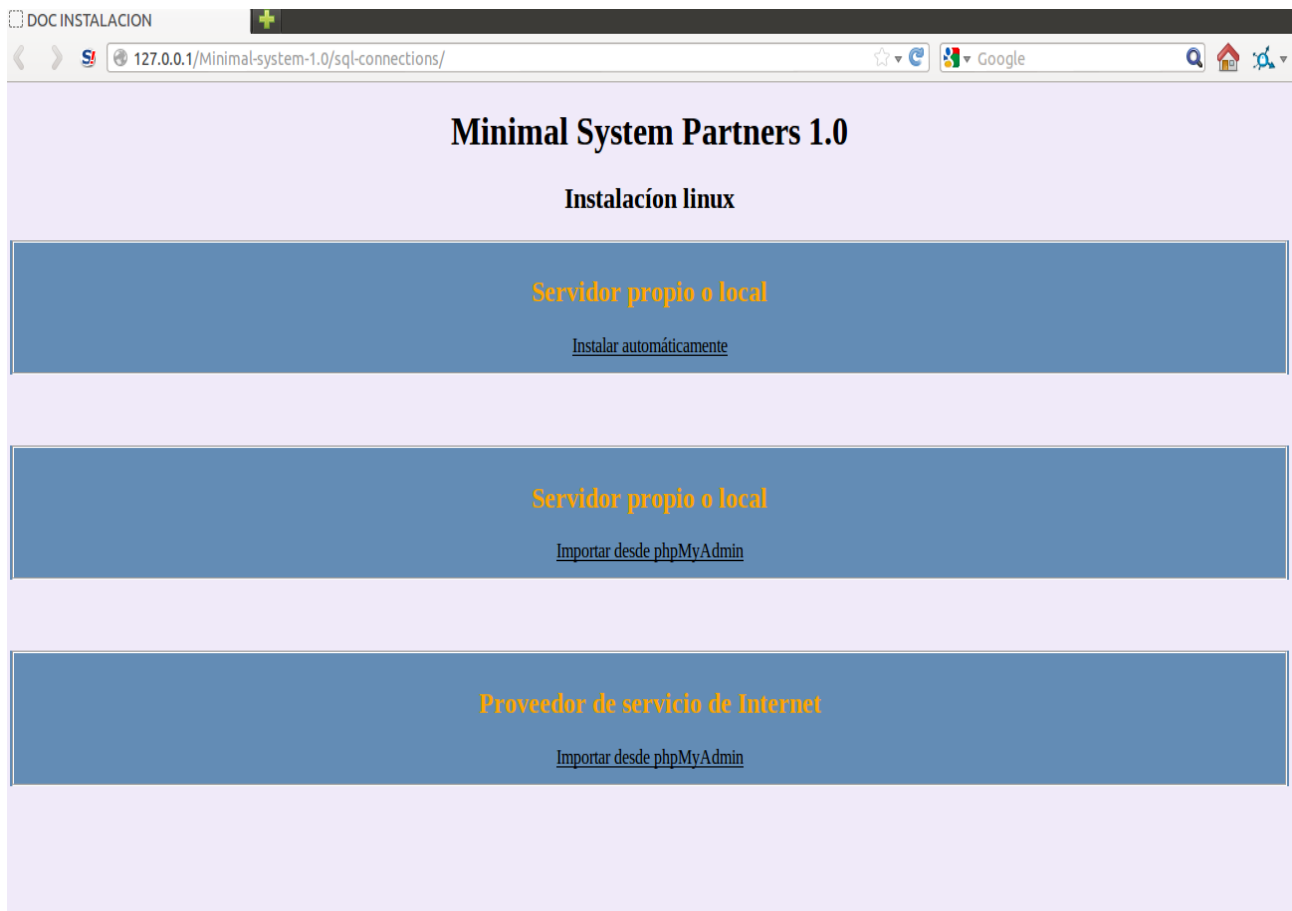 DOC INSTALACION
S!
127.0.0.1/Minimal-system-1.0/sql-connections/
Google
Minimal System Partners 1.0
Instalacíon linux
Servidor propio o local
Instalar automáticamente
Servidor propio o local
Importar desde phpMyAdmin
Proveedor de servicio de Internet
Importar desde phpMyAdmin